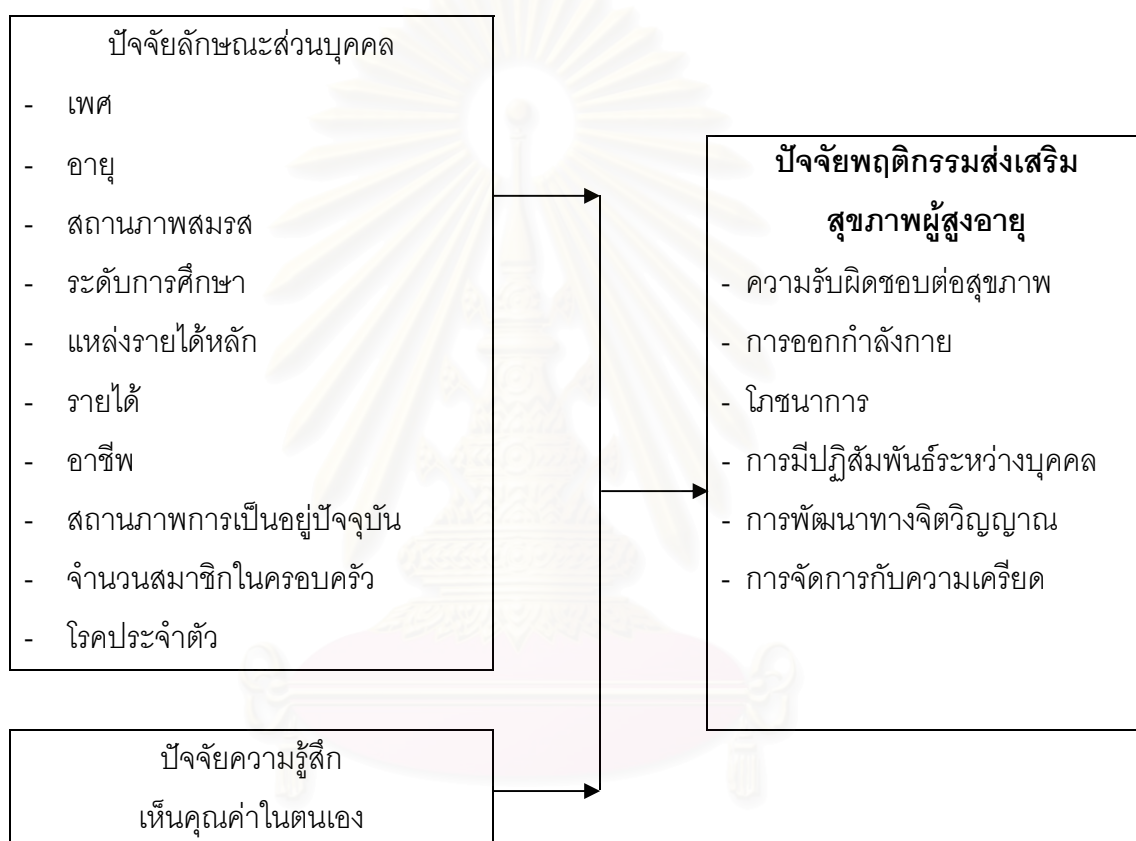 ปัจจัยลักษณะส่วนบุคคล
- เพศ
- อายุ
- สถานภาพสมรส
- ระดับการศึกษา
- แหล่งรายได้หลัก
- รายได้
- อาชีพ
- สถานภาพการเป็นอยู่ปัจจุบัน
- จำนวนสมาชิกในครอบครัว
- โรคประจำตัว
ปัจจัยความรู้สึก
เห็นคุณค่าในตนเอง
ปัจจัยพฤติกรรมส่งเสริม
สุขภาพผู้สูงอายุ
- ความรับผิดชอบต่อสุขภาพ
- การออกกำลังกาย
- โภชนาการ
- การมีปฏิสัมพันธ์ระหว่างบุคคล
- การพัฒนาทางจิตวิญญาณ
- การจัดการกับความเครียด